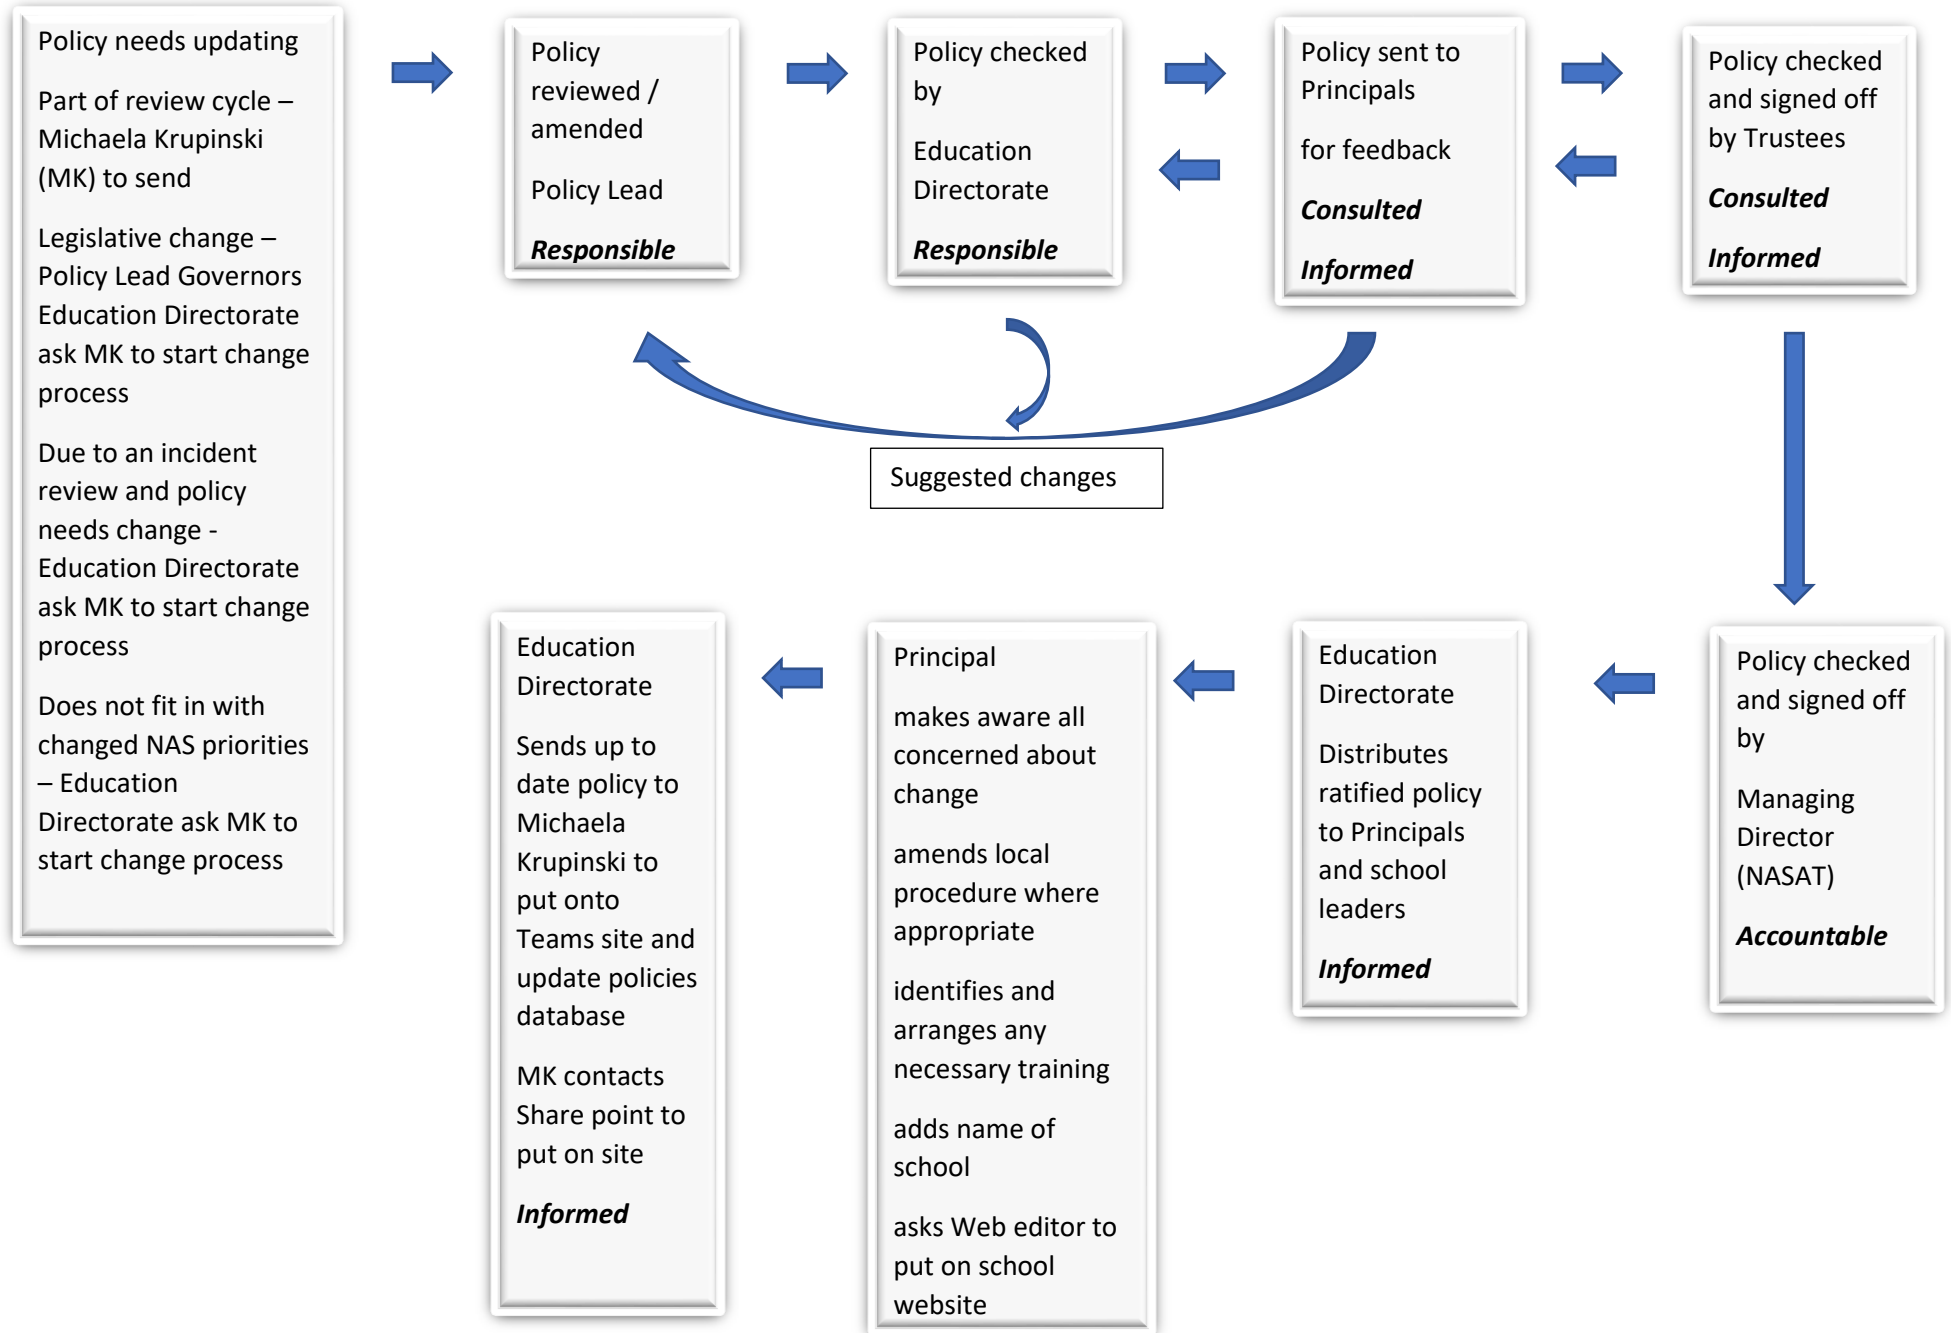 Policy needs updating
Part of review cycle –
Michaela Krupinski
(MK) to send
Legislative change –
Policy Lead Governors
Education Directorate
ask MK to start change
process
Due to an incident
review and policy
needs change -
Education Directorate
ask MK to start change
process
Does not fit in with
changed NAS priorities
– Education
Directorate ask MK to
start change process
Policy
reviewed /
amended
Policy Lead
Responsible
Policy checked
by
Education
Directorate
Responsible
Policy sent to
Principals
for feedback
Consulted
Informed
Policy checked
and signed off
by Trustees
Consulted
Informed
Suggested changes
Policy checked
and signed off
by
Managing
Director
(NASAT)
Accountable
Education
Directorate
Distributes
ratified policy
to Principals
and school
leaders
Informed
Principal
makes aware all
concerned about
change
amends local
procedure where
appropriate
identifies and
arranges any
necessary training
adds name of
school
asks Web editor to
put on school
website
Education
Directorate
Sends up to
date policy to
Michaela
Krupinski to
put onto
Teams site and
update policies
database
MK contacts
Share point to
put on site
Informed